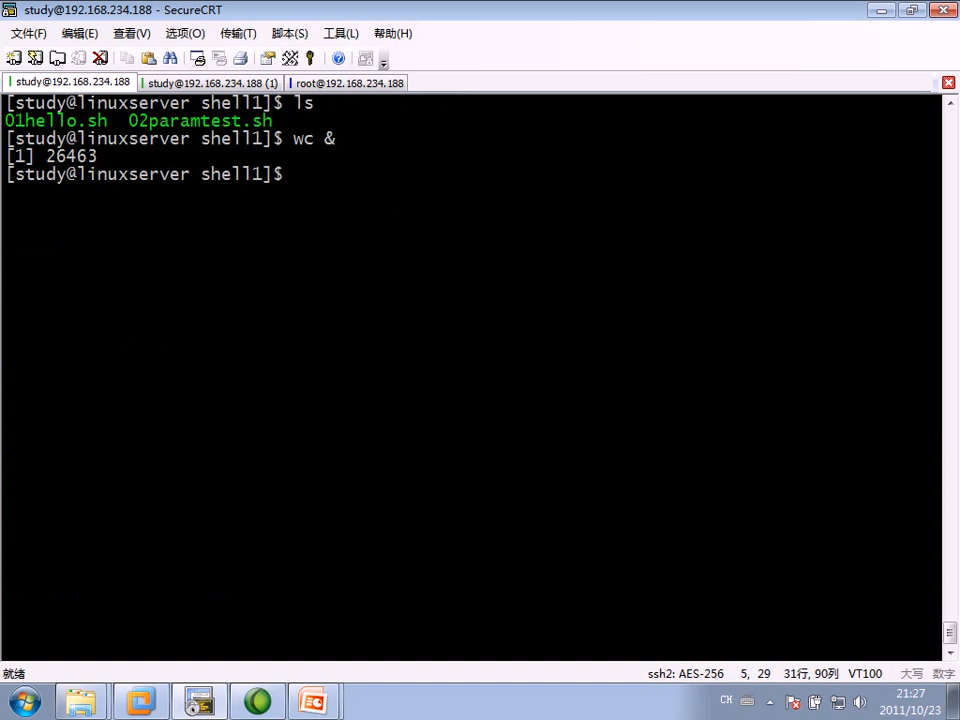 study@192.168.234.188 - SecureCRT
文件(F) 编辑(E) 查看(V) 选项(O) 传输(T) 脚本(S) 工具(L) 帮助(H)
study@192.168.234.188 study@192.168.234.188 (1) root@192.168.234.188
[study@linuxserver shell1]$ ls
01hello.sh 02paramtest.sh
[study@linuxserver shell1]$ wc &
[1] 26463
[study@linuxserver shell1]$
就绪 ssh2: AES-256 5, 29 31行, 90列 VT100 大写 数字
CH 21:27
2011/10/23